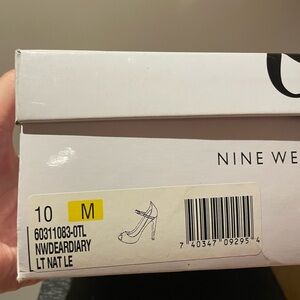 NINE WE
10 M
60311083-0TL
NWDEARDIARY
LT NAT LE
7 40347 09295 4